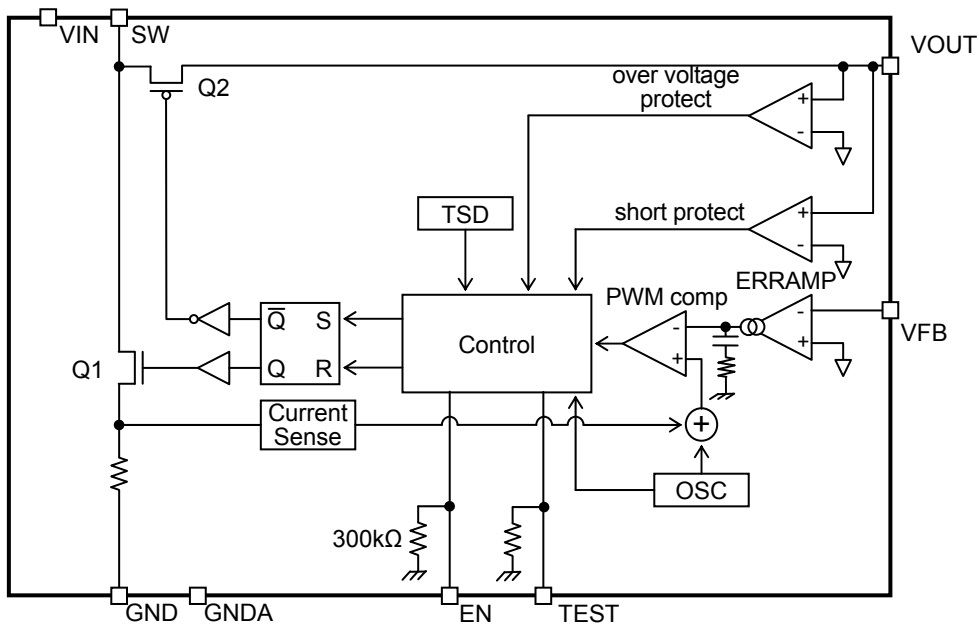 VIN
SW
VOUT
Q2
over voltage
protect
+
-
TSD
short protect
+
-
ERRAMP
PWM comp
Q̅
S
-
-
VFB
Control
Q1
Q
R
+
+
Current
Sense
+
OSC
300kΩ
GND
GNDA
EN
TEST